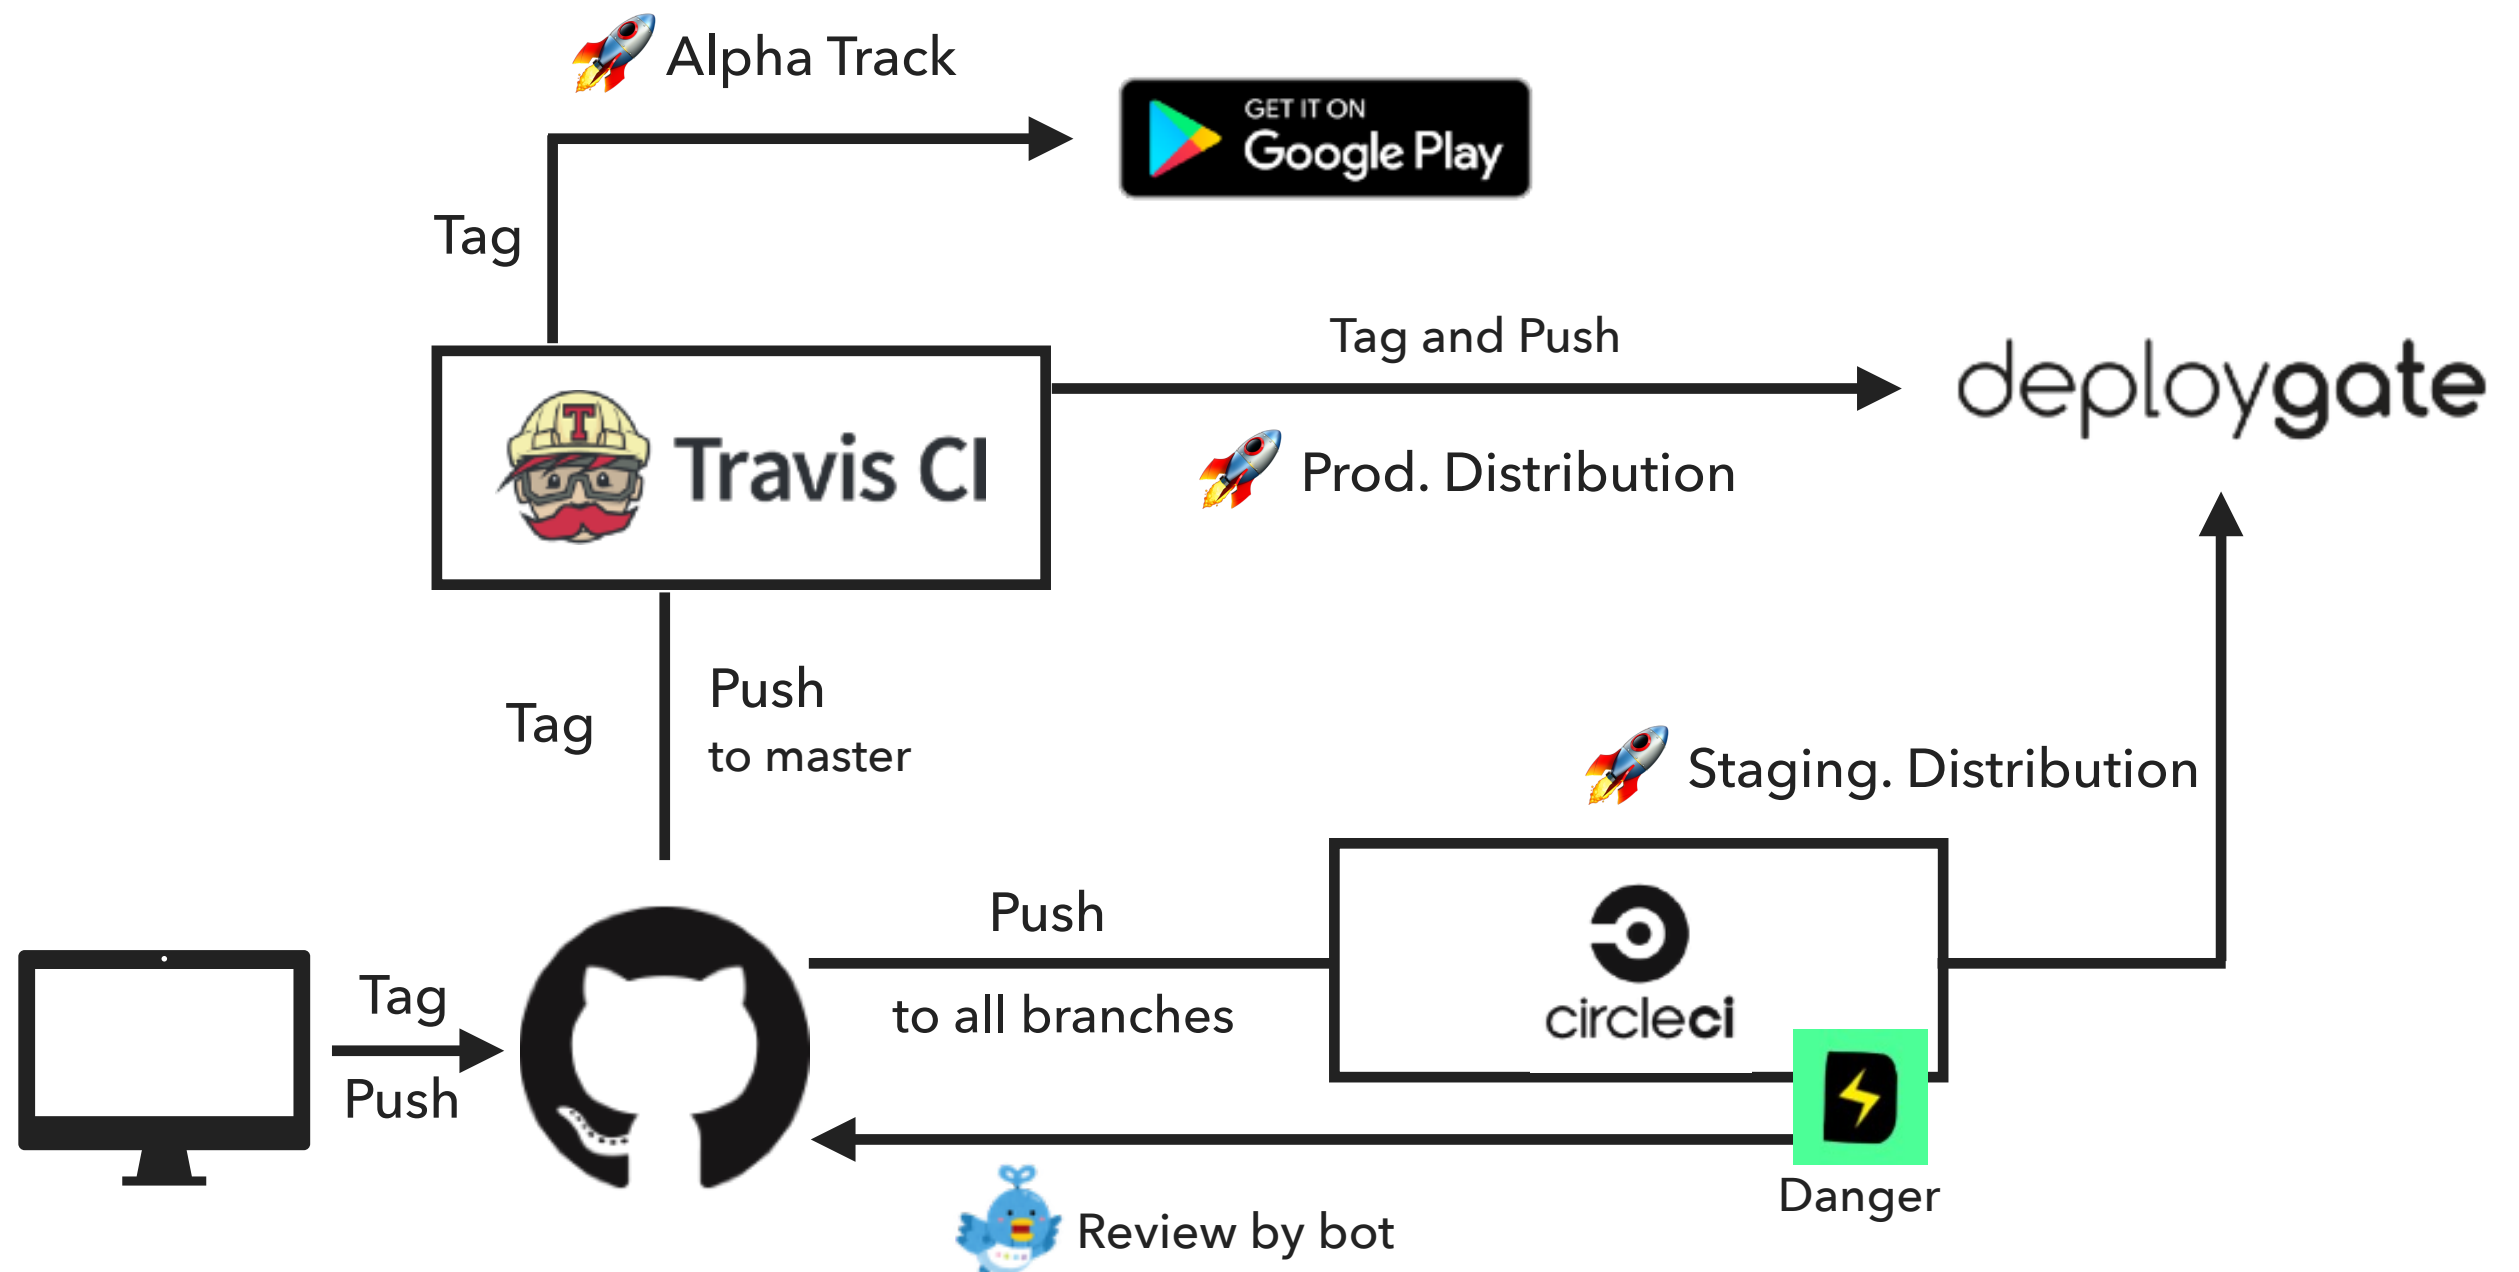 Alpha Track
GET IT ON
Google Play
Tag
Tag and Push
deploygate
T
Travis CI
Prod. Distribution
Push
to master
Tag
Staging. Distribution
Push
to all branches
circleci
Tag
Push
Danger
Review by bot